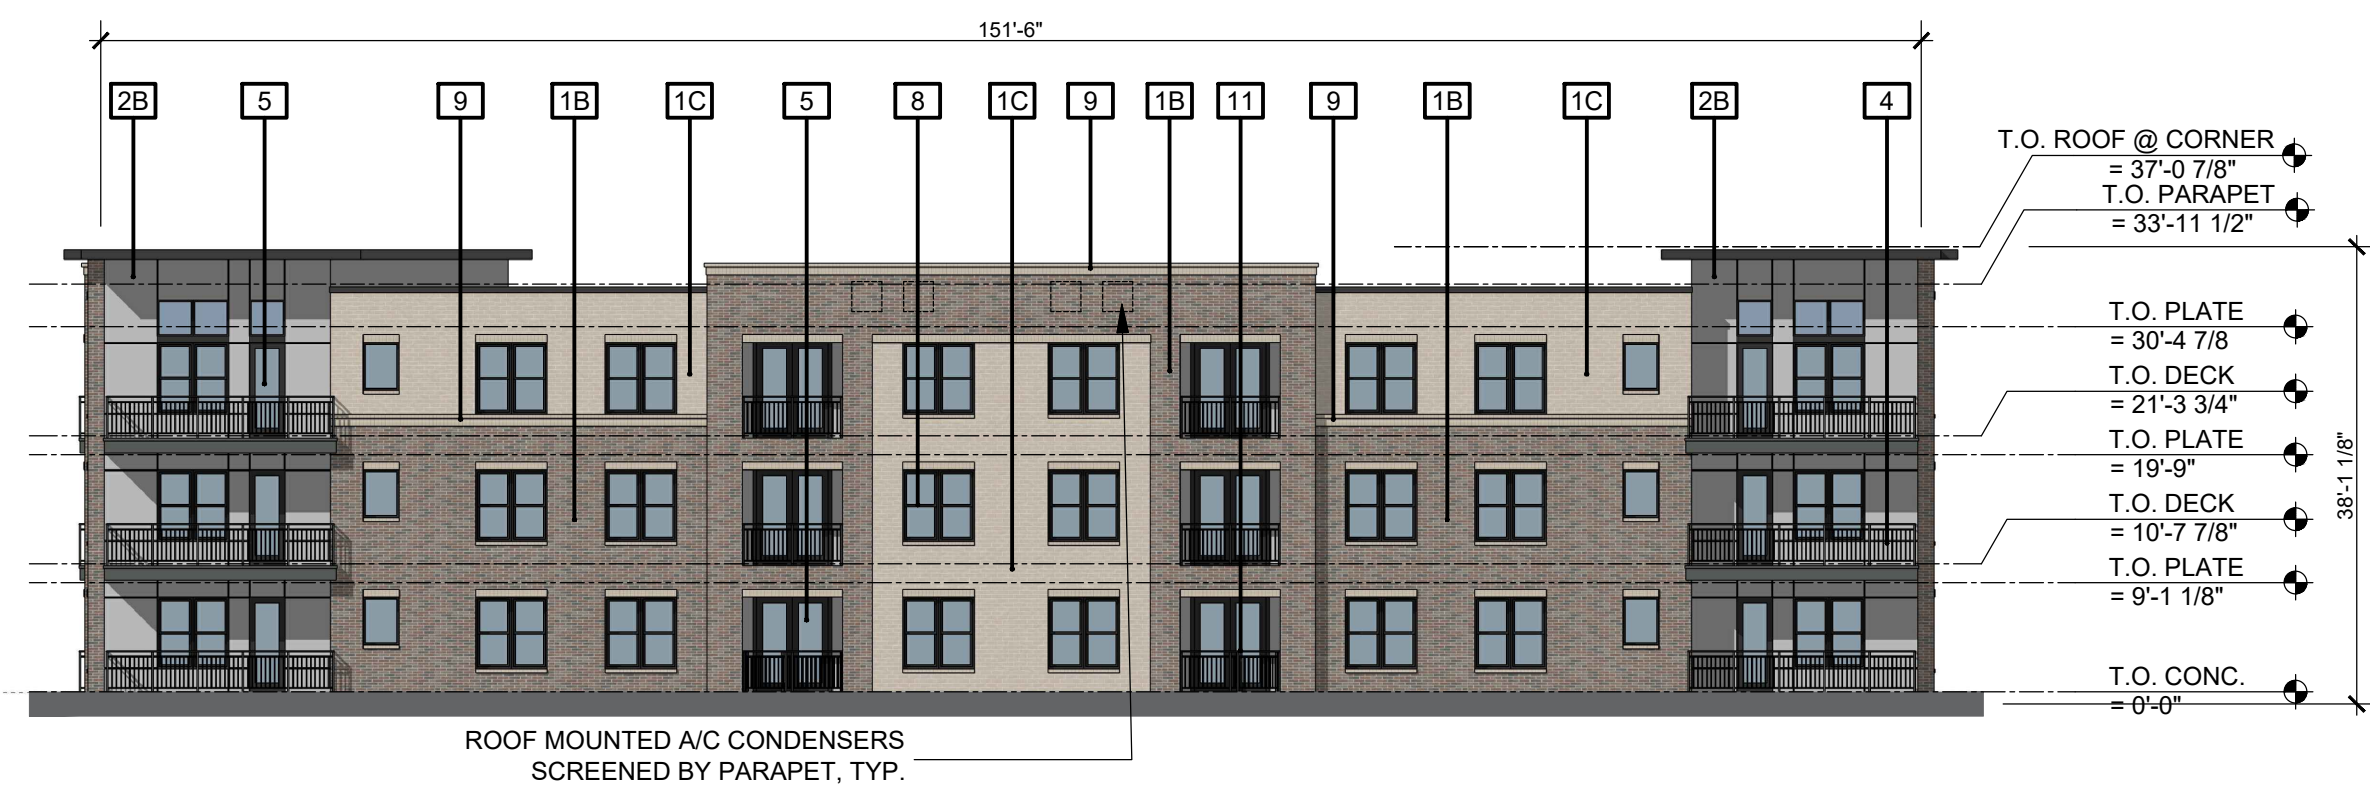 151'-6"
2B 5 9 1B 1C 5 8 1C 9 1B 11 9 1B 1C 2B 4
T.O. ROOF @ CORNER
= 37'-0 7/8"
T.O. PARAPET
= 33'-11 1/2"
T.O. PLATE
= 30'-4 7/8
T.O. DECK
= 21'-3 3/4"
T.O. PLATE
= 19'-9"
T.O. DECK
= 10'-7 7/8"
T.O. PLATE
= 9'-1 1/8"
T.O. CONC.
= 0'-0"
38'-1 1/8"
ROOF MOUNTED A/C CONDENSERS
SCREENED BY PARAPET, TYP.